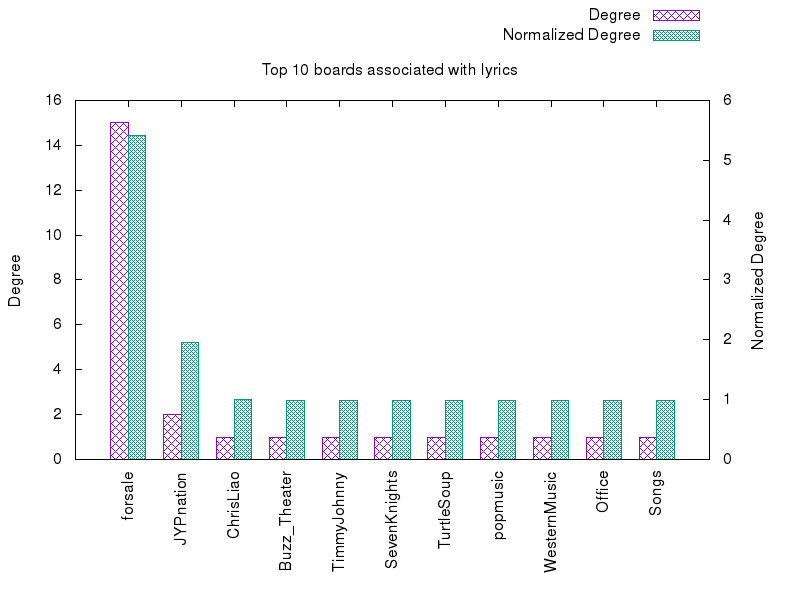 Degree
Normalized Degree
Top 10 boards associated with lyrics
16
14
12
10
8
6
4
2
0
6
5
4
3
2
1
0
Degree
Normalized Degree
forsale
JYPnation
ChrisLiao
Buzz_Theater
TimmyJohnny
SevenKnights
TurtleSoup
popmusic
WesternMusic
Office
Songs